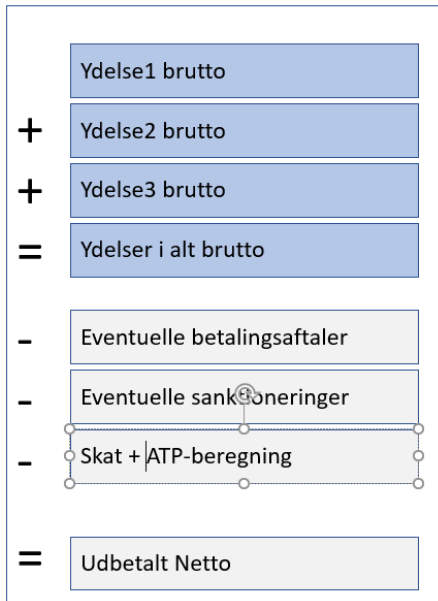 Ydelse1 brutto
+ Ydelse2 brutto
+ Ydelse3 brutto
= Ydelser i alt brutto
- Eventuelle betalingsaftaler
- Eventuelle sanktioneringer
- Skat + ATP-beregning
= Udbetalt Netto